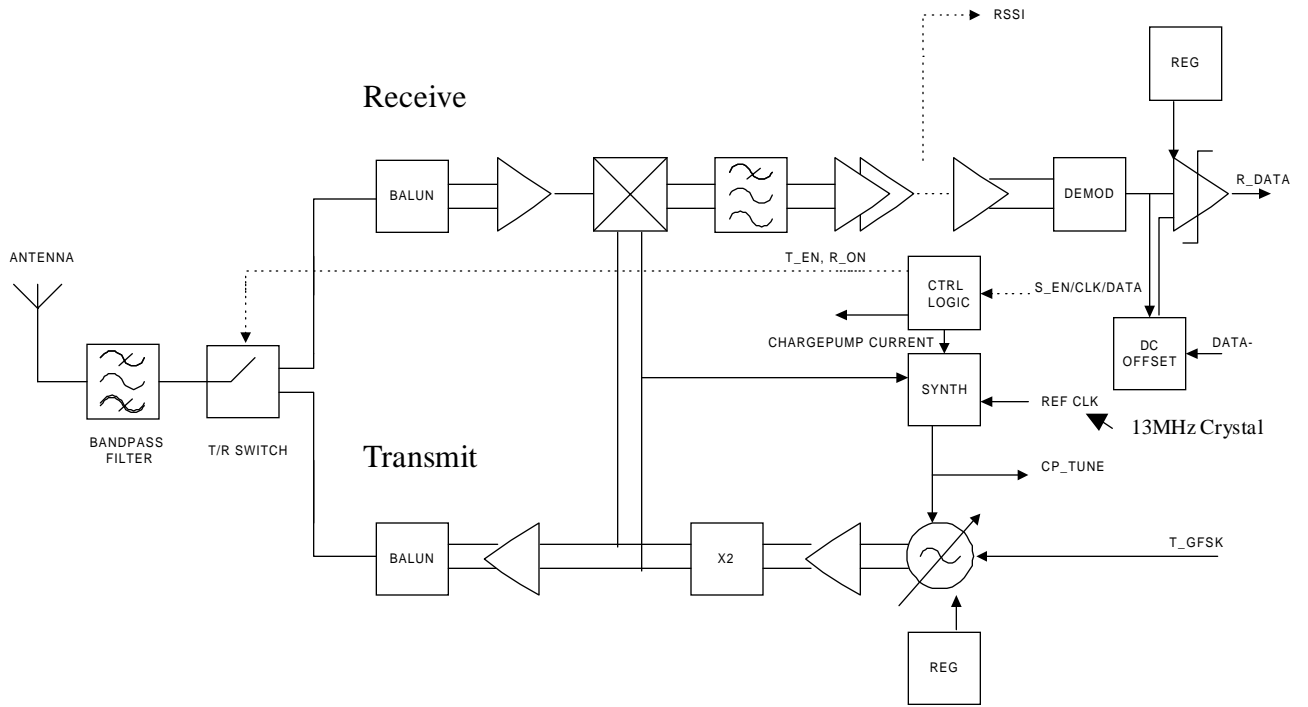 RSSI
REG
Receive
BALUN
DEMOD
R_DATA
ANTENNA
T_EN, R_ON
CTRL
LOGIC
S_EN/CLK/DATA
CHARGEPUMP CURRENT
DC
OFFSET
DATA-
SYNTH
REF CLK
13MHz Crystal
BANDPASS
FILTER
T/R SWITCH
Transmit
CP_TUNE
BALUN
X2
T_GFSK
REG